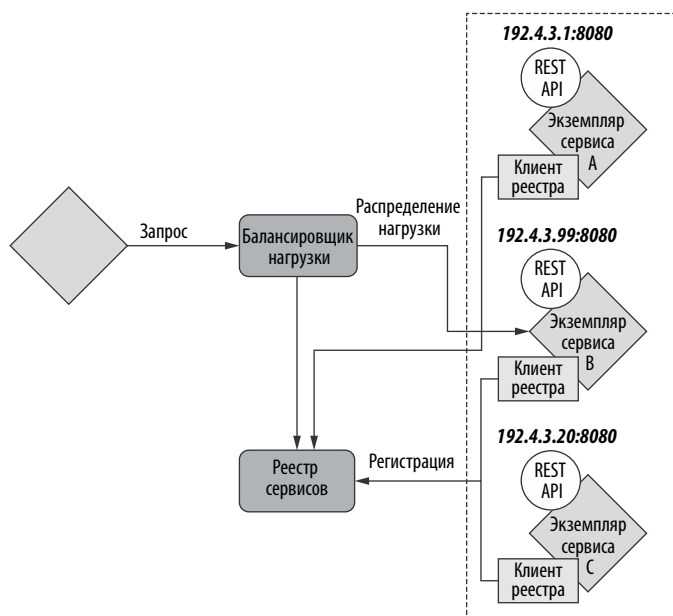 192.4.3.1:8080
REST
API
Экземпляр
сервиса
A
Клиент
реестра
Запрос
Балансировщик
нагрузки
Распределение
нагрузки
192.4.3.99:8080
REST
API
Экземпляр
сервиса
B
Клиент
реестра
Реестр
сервисов
Регистрация
192.4.3.20:8080
REST
API
Экземпляр
сервиса
C
Клиент
реестра